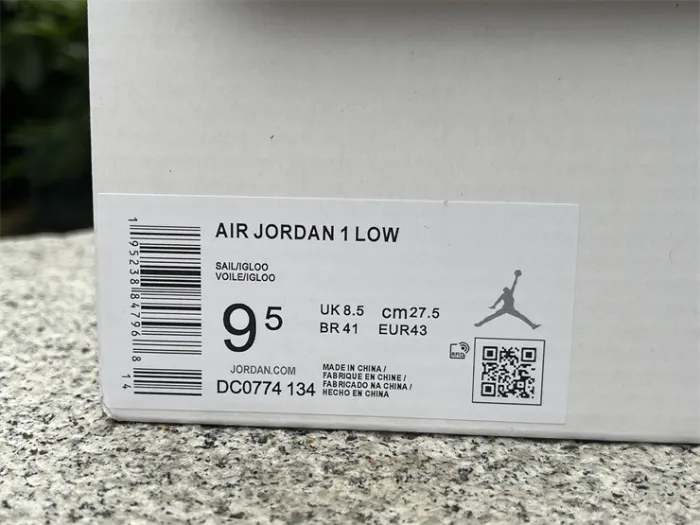 AIR JORDAN 1 LOW
SAIL/IGLOO
VOILE/IGLOO
9⁵
UK 8.5 cm 27.5
BR 41 EUR43
JORDAN.COM
DC0774 134
MADE IN CHINA /
FABRIQUE EN CHINE /
FABRICADO NA CHINA /
HECHO EN CHINA
RFID
1 95238 84796 8
14